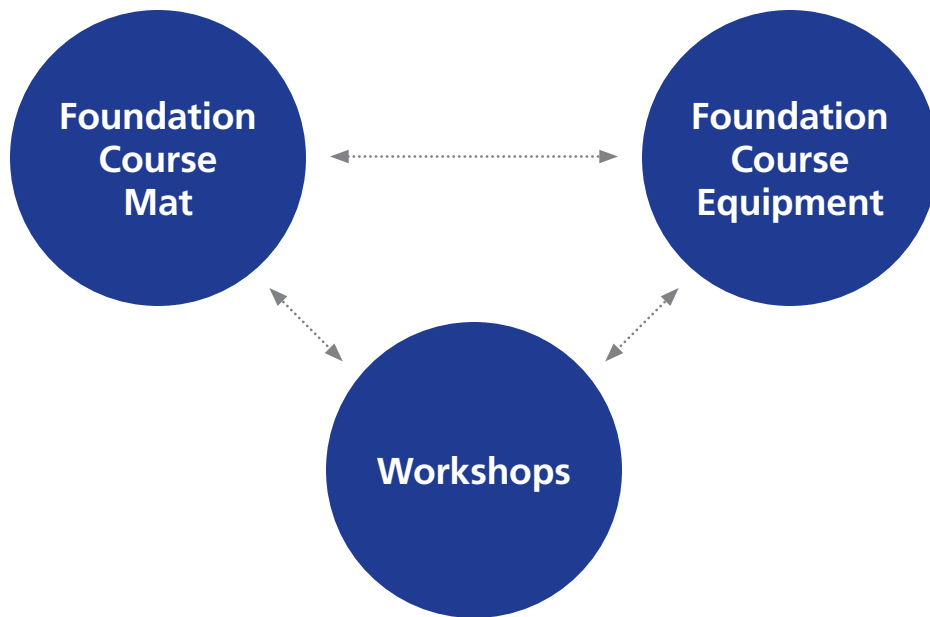 Foundation
Course
Mat
Foundation
Course
Equipment
Workshops